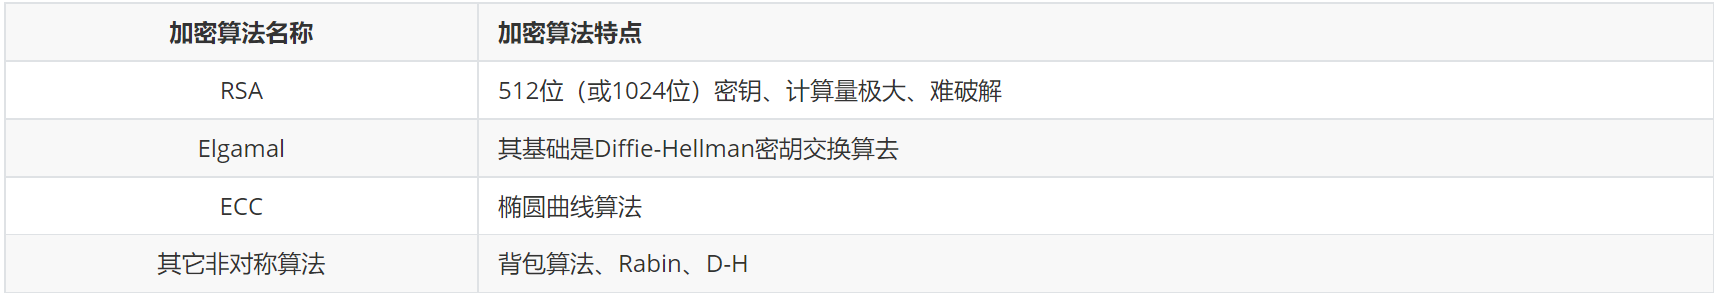 加密算法名称 加密算法特点
RSA 512位（或1024位）密钥、计算量极大、难破解
Elgamal 其基础是Diffie-Hellman密胡交换算去
ECC 椭圆曲线算法
其它非对称算法 背包算法、Rabin、D-H